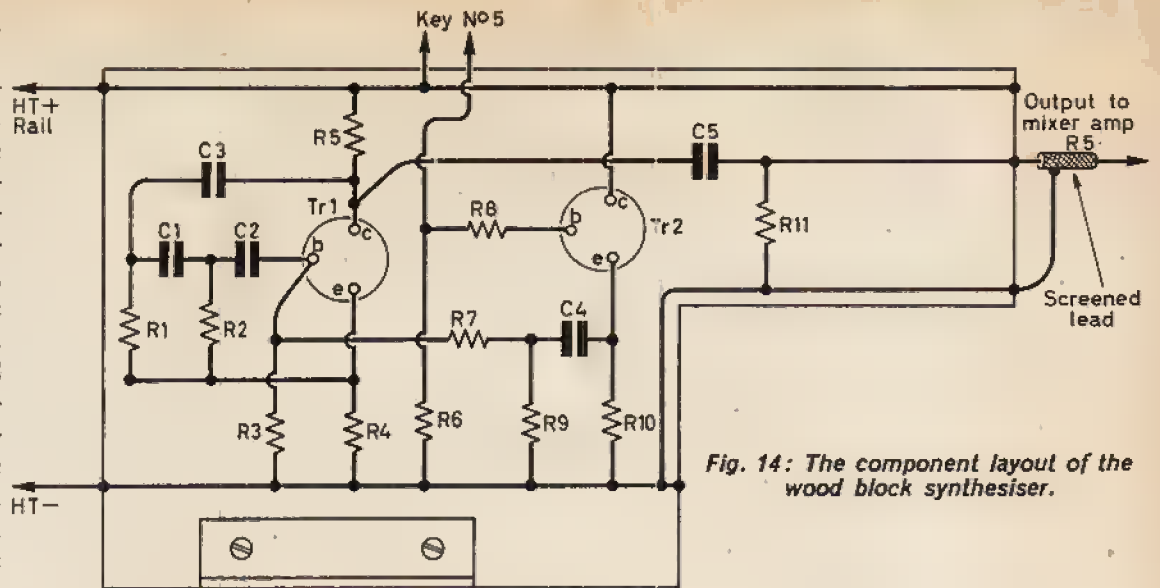 Key Nº 5
HT+
Rail
R5
C3
Tr1
c
b
e
C1
C2
R1
R2
R3
R4
R6
R7
R8
b
c
e
Tr2
C4
R9
R10
C5
R11
Output to
mixer amp
R5
Screened
lead
HT−
Fig. 14: The component layout of the
wood block synthesiser.